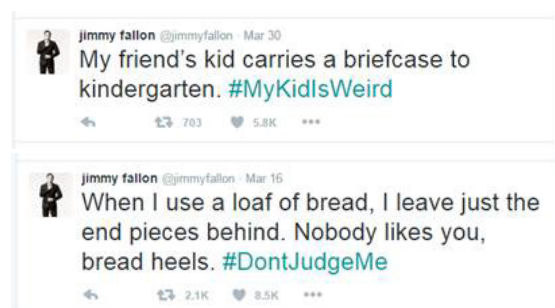 jimmy fallon @jimmyfallon · Mar 30
My friend's kid carries a briefcase to
kindergarten. #MyKidIsWeird
703 5.8K
jimmy fallon @jimmyfallon · Mar 16
When I use a loaf of bread, I leave just the
end pieces behind. Nobody likes you,
bread heels. #DontJudgeMe
2.1K 8.5K